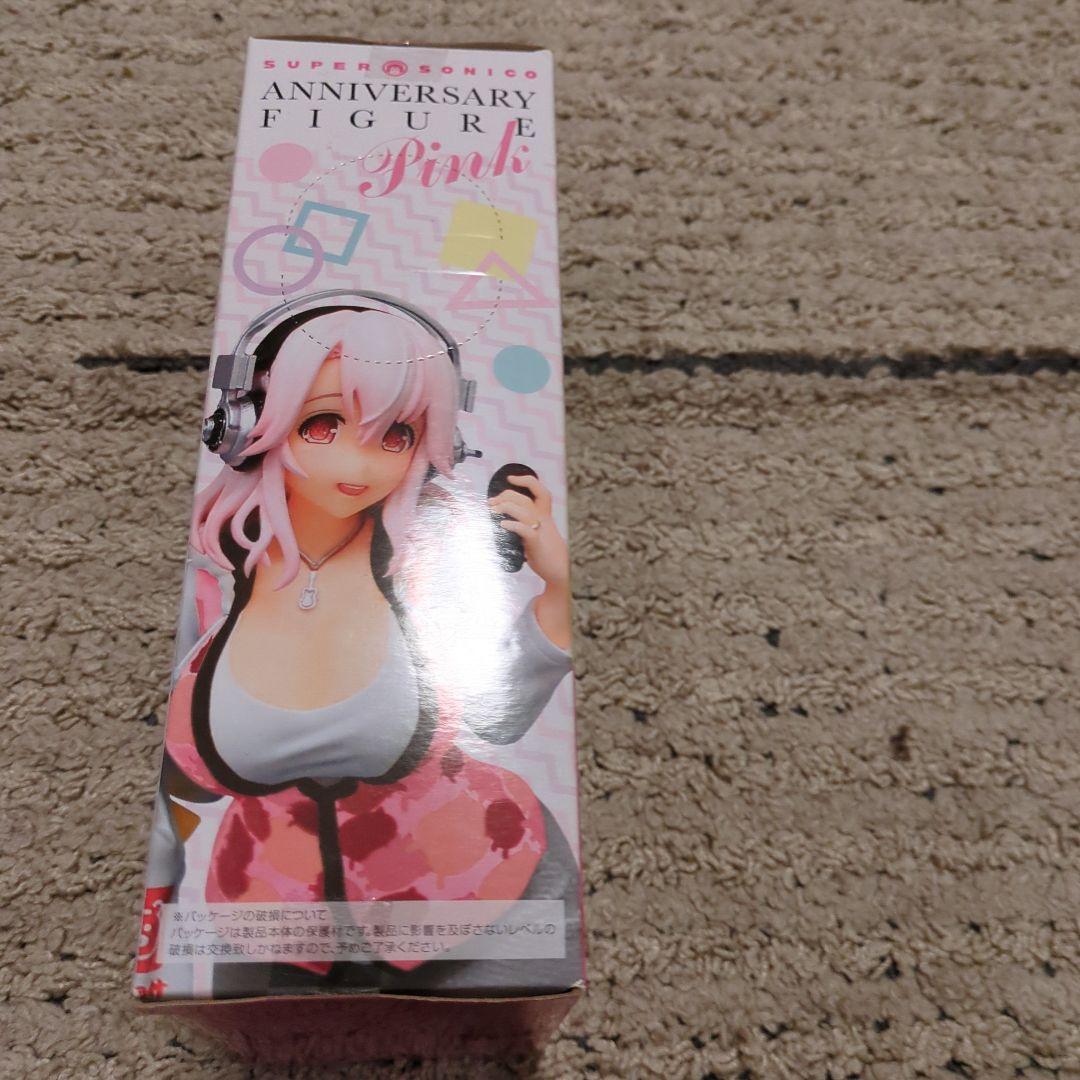 SUPER SONICO
ANNIVERSARY
FIGURE
Pink
※パッケージの破損について
パッケージは製品本体の保護材です。製品に影響を及ぼさないレベルの
破損は交換致しかねますので、予めご了承ください。